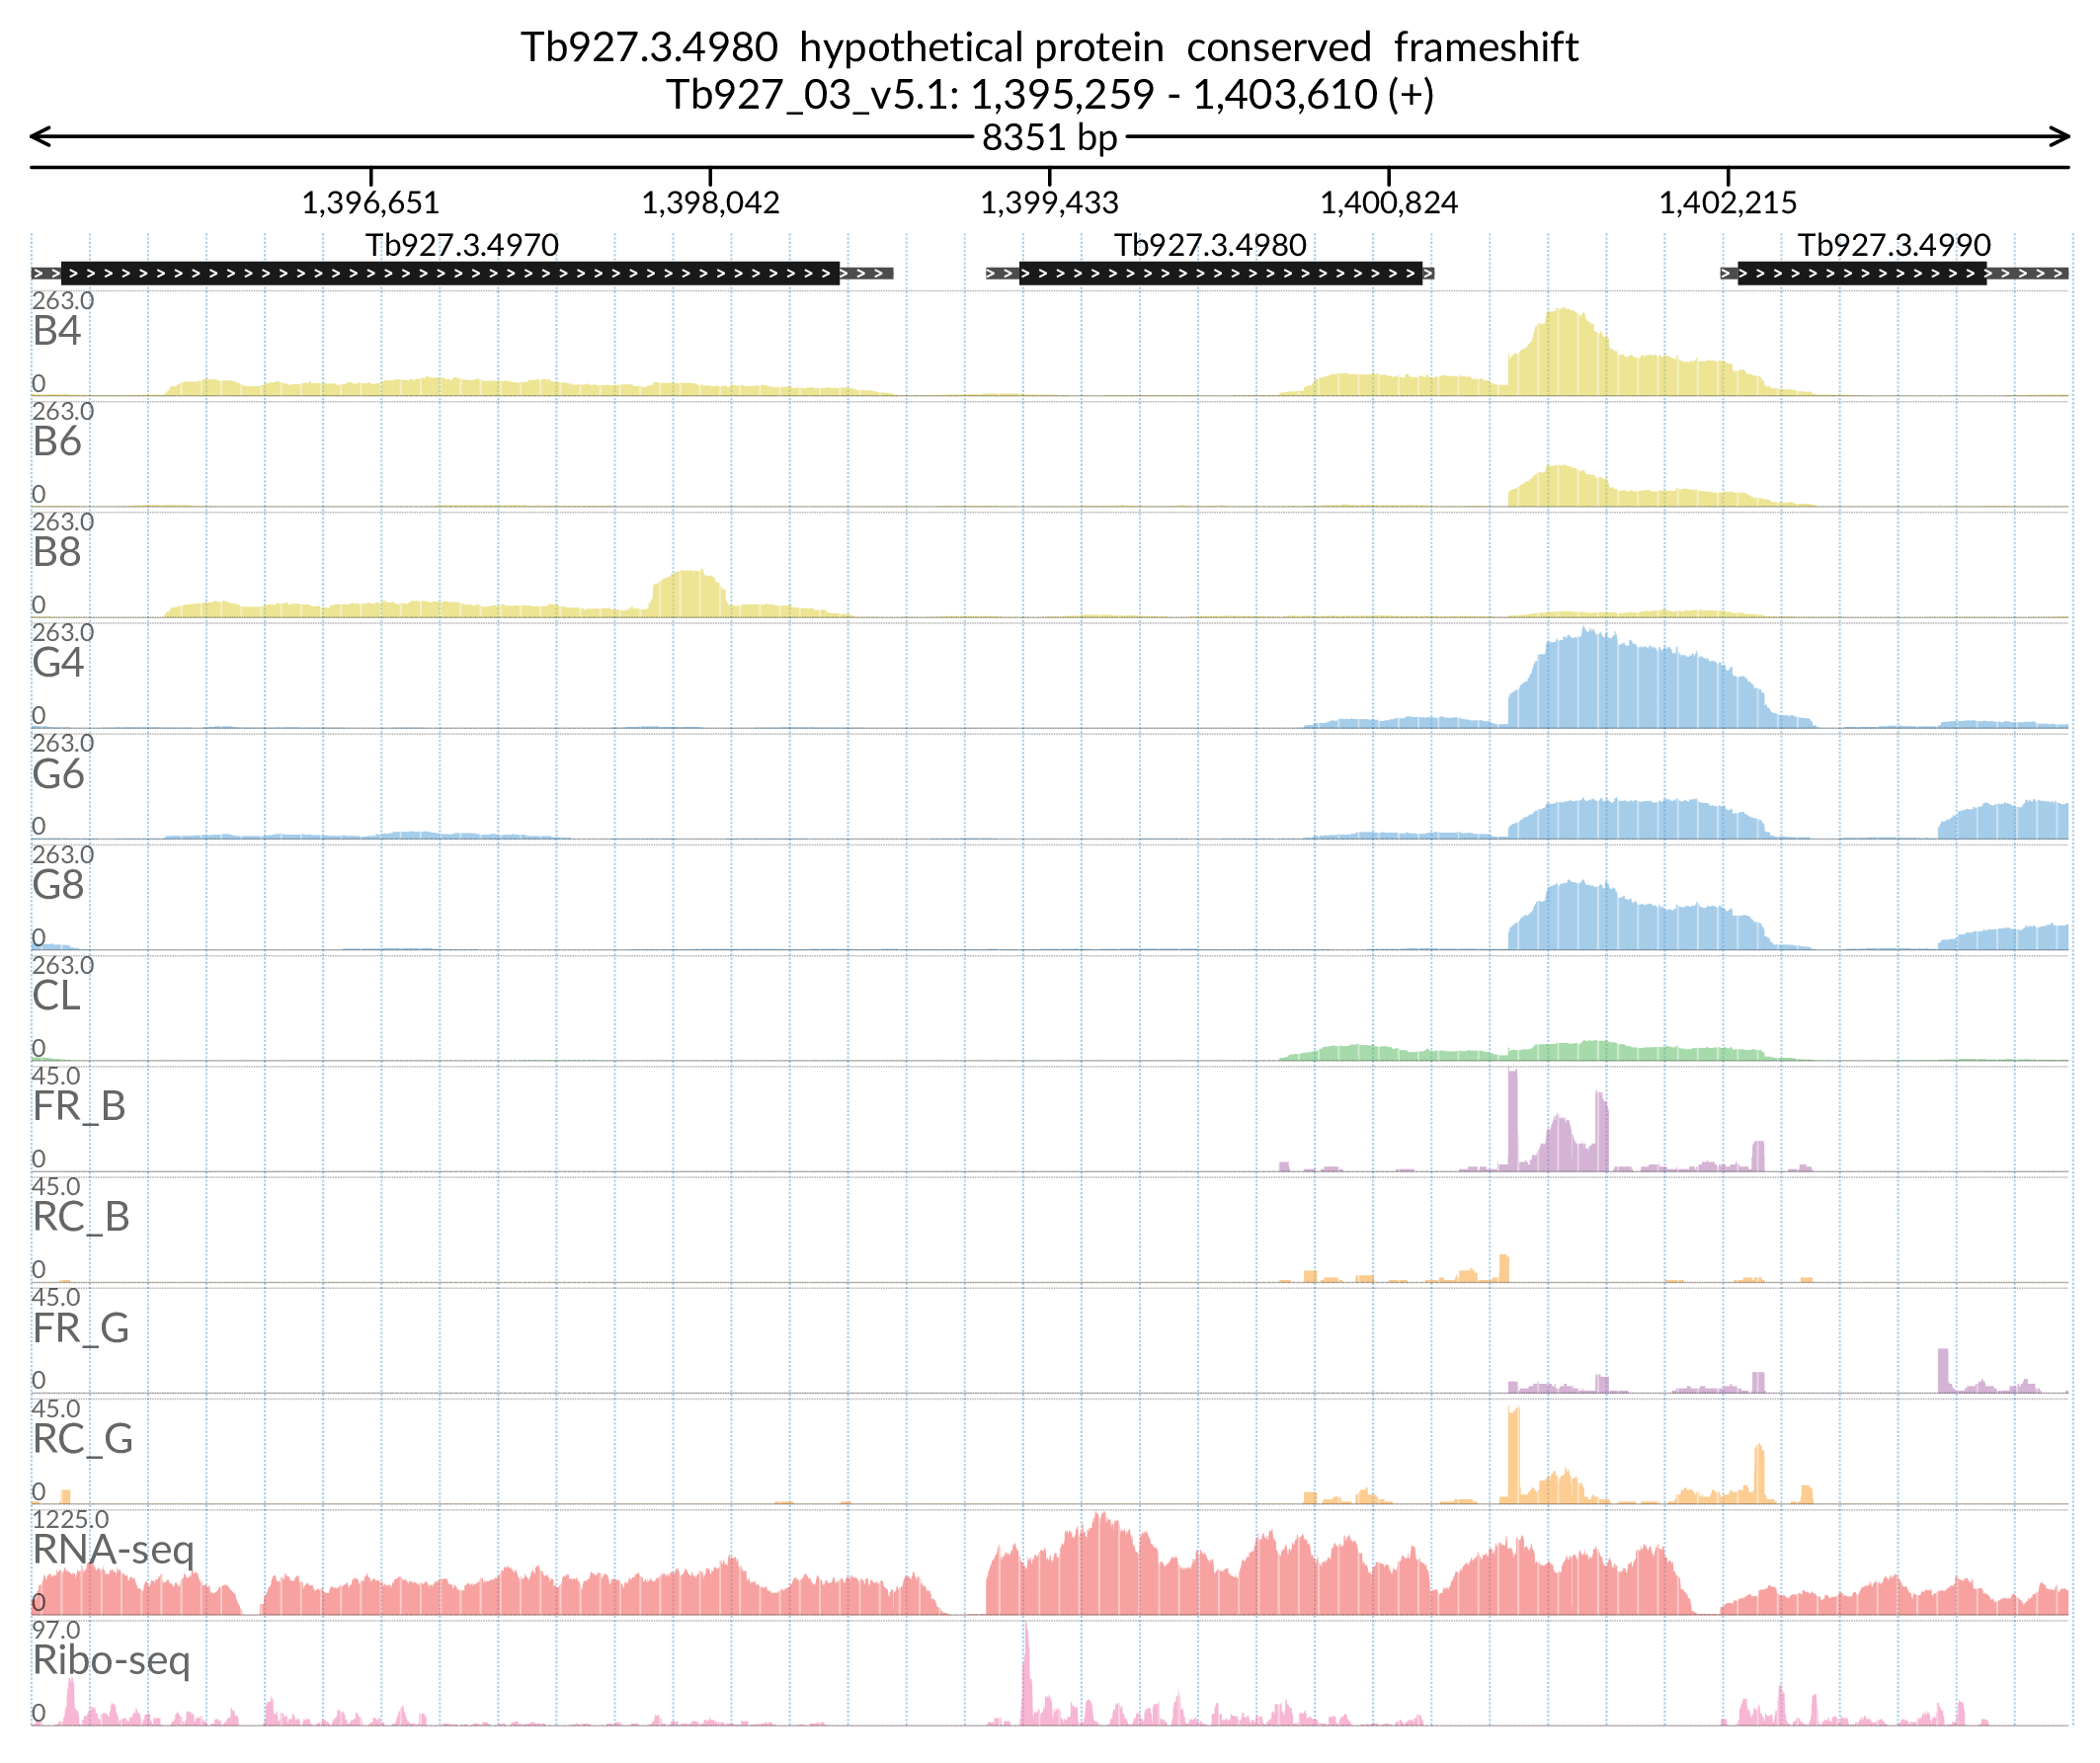 Tb927.3.4980 hypothetical protein conserved frameshift
Tb927_03_v5.1: 1,395,259 - 1,403,610 (+)
8351 bp
1,396,651 1,398,042 1,399,433 1,400,824 1,402,215
Tb927.3.4970 Tb927.3.4980 Tb927.3.4990
263.0
B4
0
263.0
B6
0
263.0
B8
0
263.0
G4
0
263.0
G6
0
263.0
G8
0
263.0
CL
0
45.0
FR_B
0
45.0
RC_B
0
45.0
FR_G
0
45.0
RC_G
0
1225.0
RNA-seq
0
97.0
Ribo-seq
0